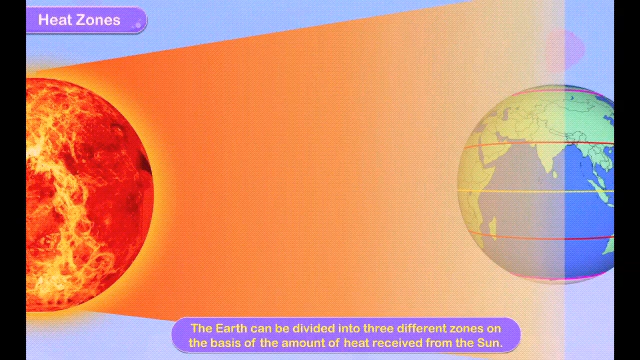 Heat Zones
The Earth can be divided into three different zones on
the basis of the amount of heat received from the Sun.